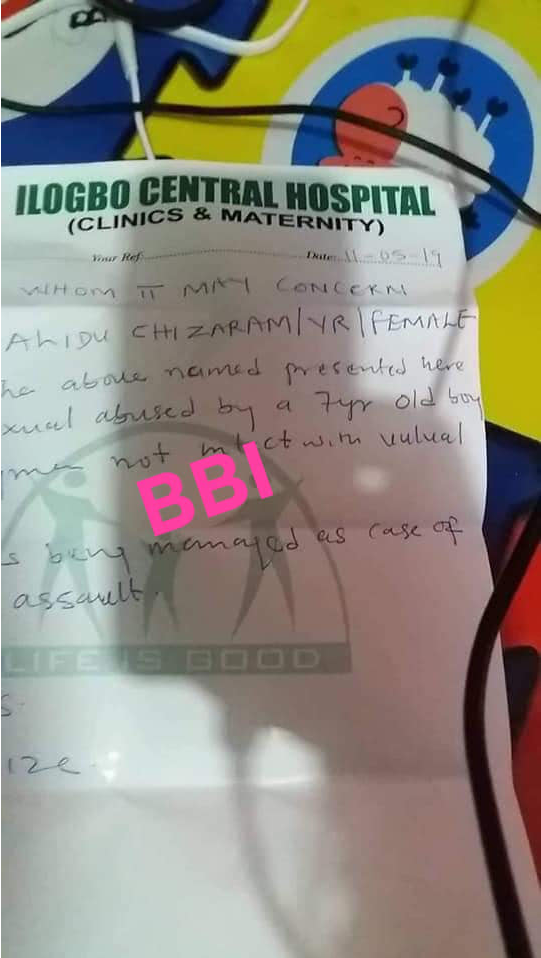 ILOGBO CENTRAL HOSPITAL
(CLINICS & MATERNITY)
Your Ref. Date: 11-05-19
WHOM IT MAY CONCERN
CHIZARAM/YR/FEMALE
he above named presented here
xual abused by a 7yr old boy
not intact with vulval
BBI
s being managed as case of
assault.
LIFE IS GOOD
S.